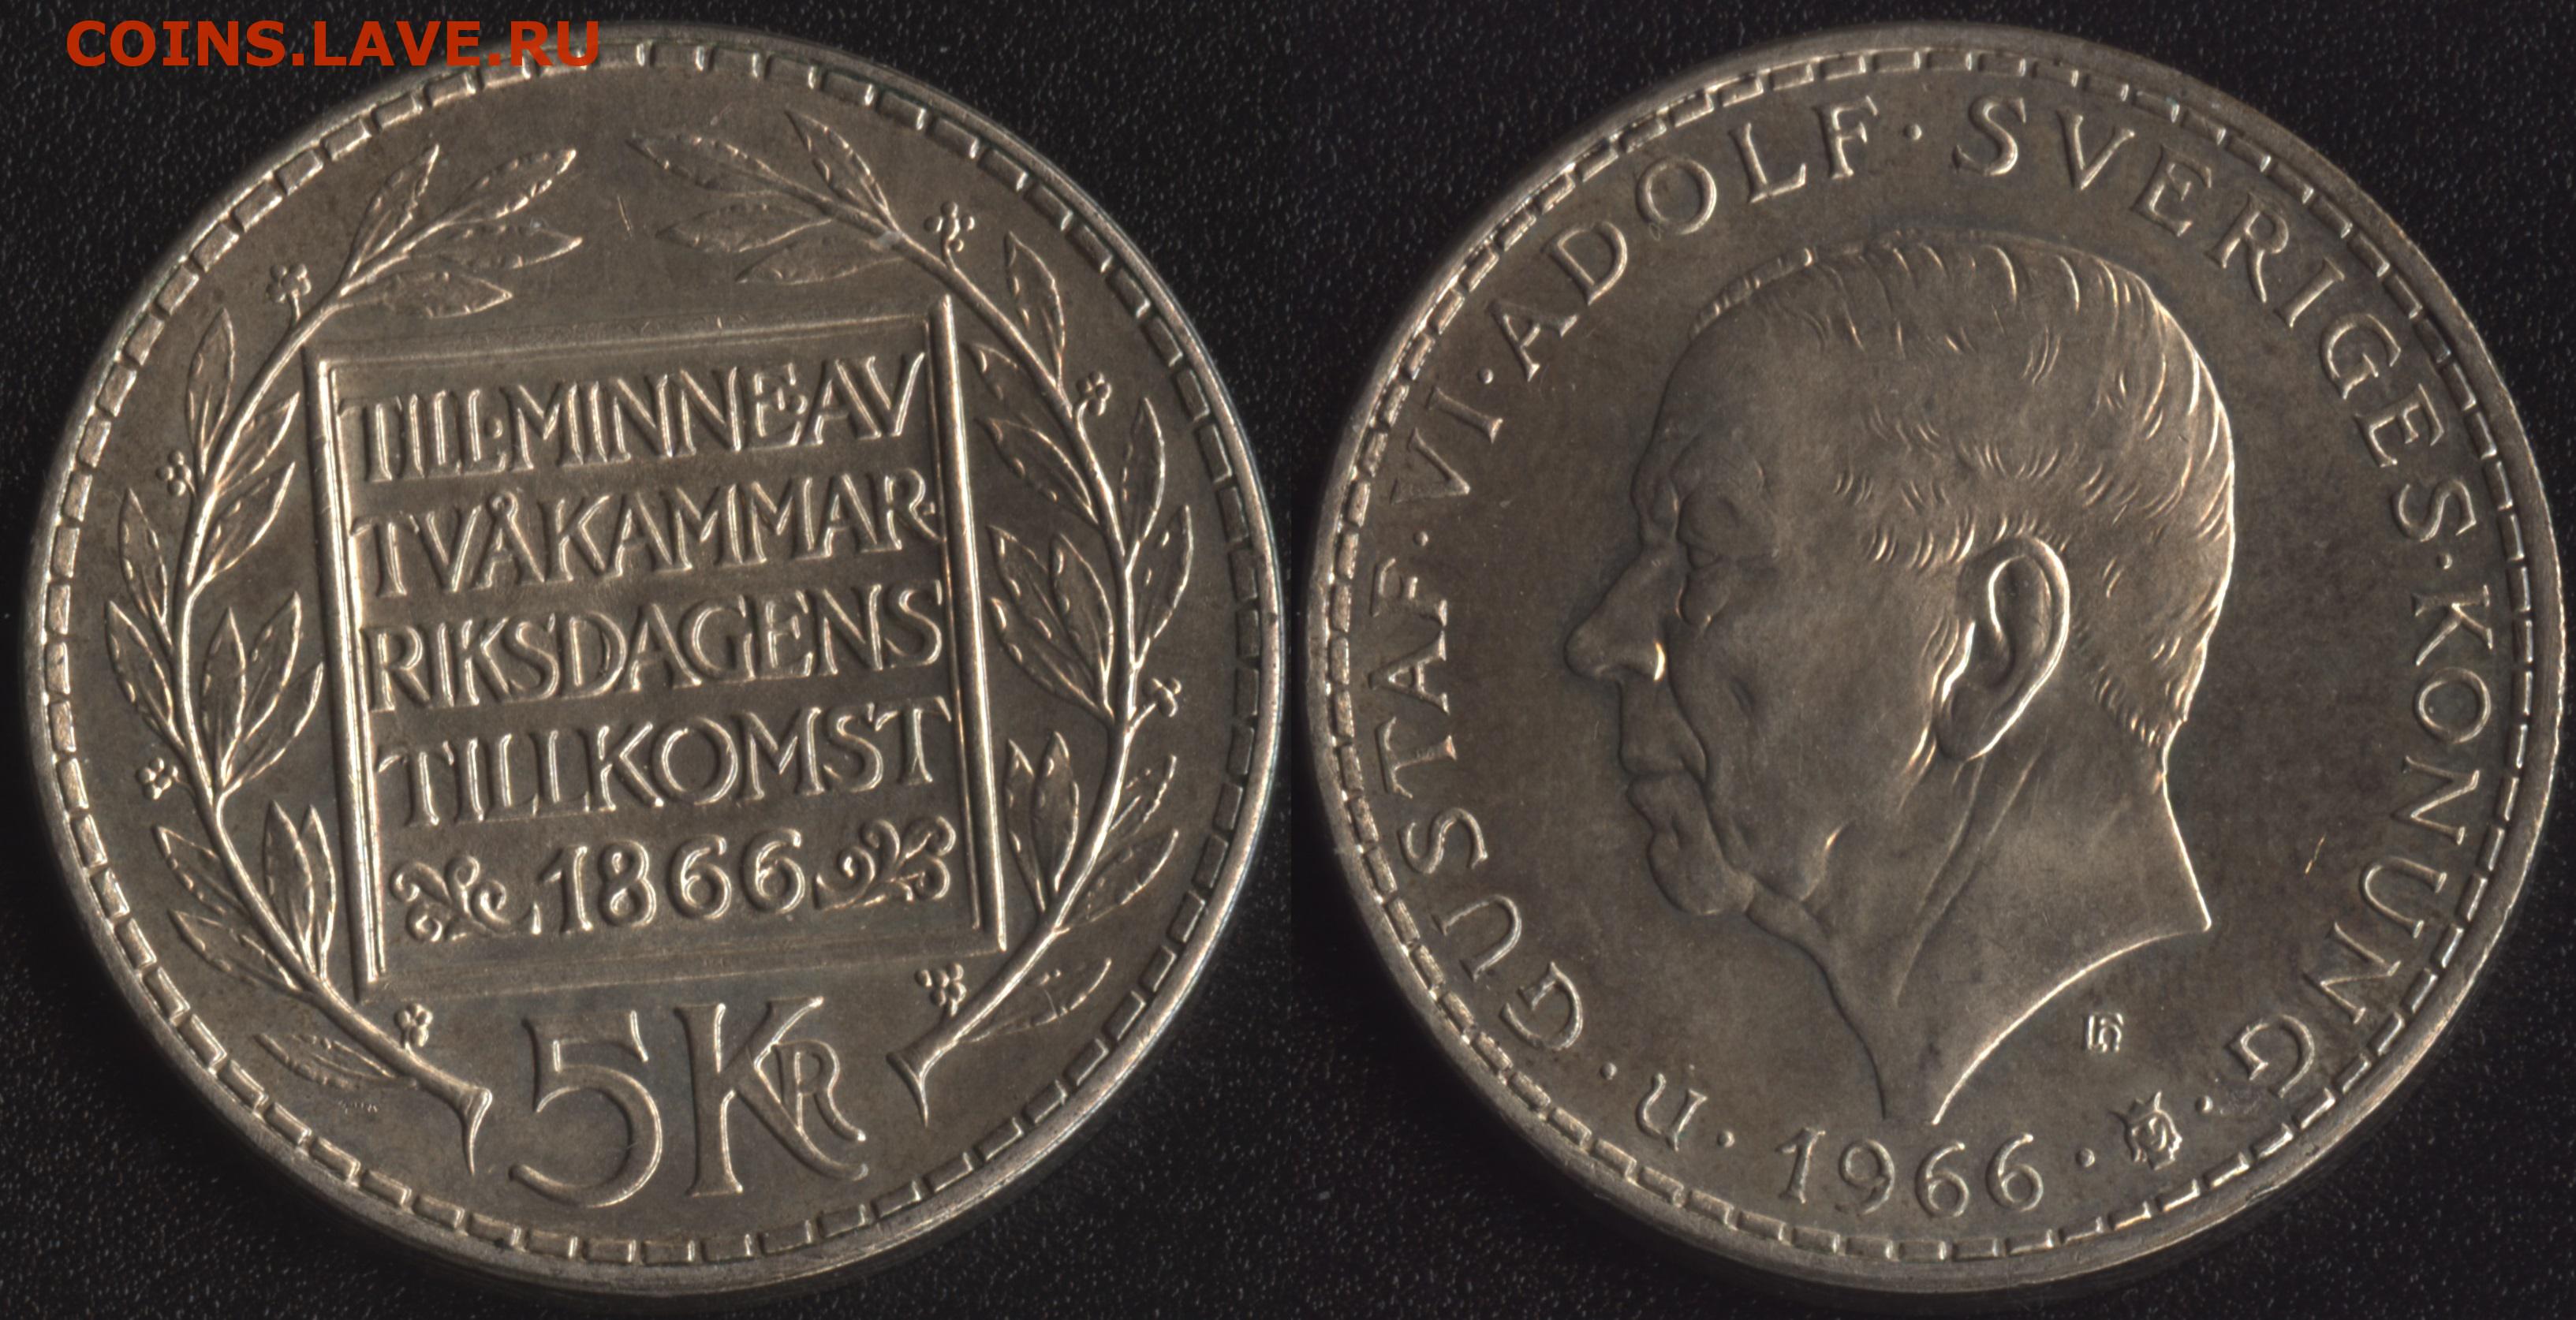 COINS.LAVE.RU
TILL·MINNE·AV
TVÅKAMMAR-
RIKSDAGENS
TILLKOMST
1866
5 KR
GUSTAF·VI·ADOLF·SVERIGES·KONUNG
·U·1966·